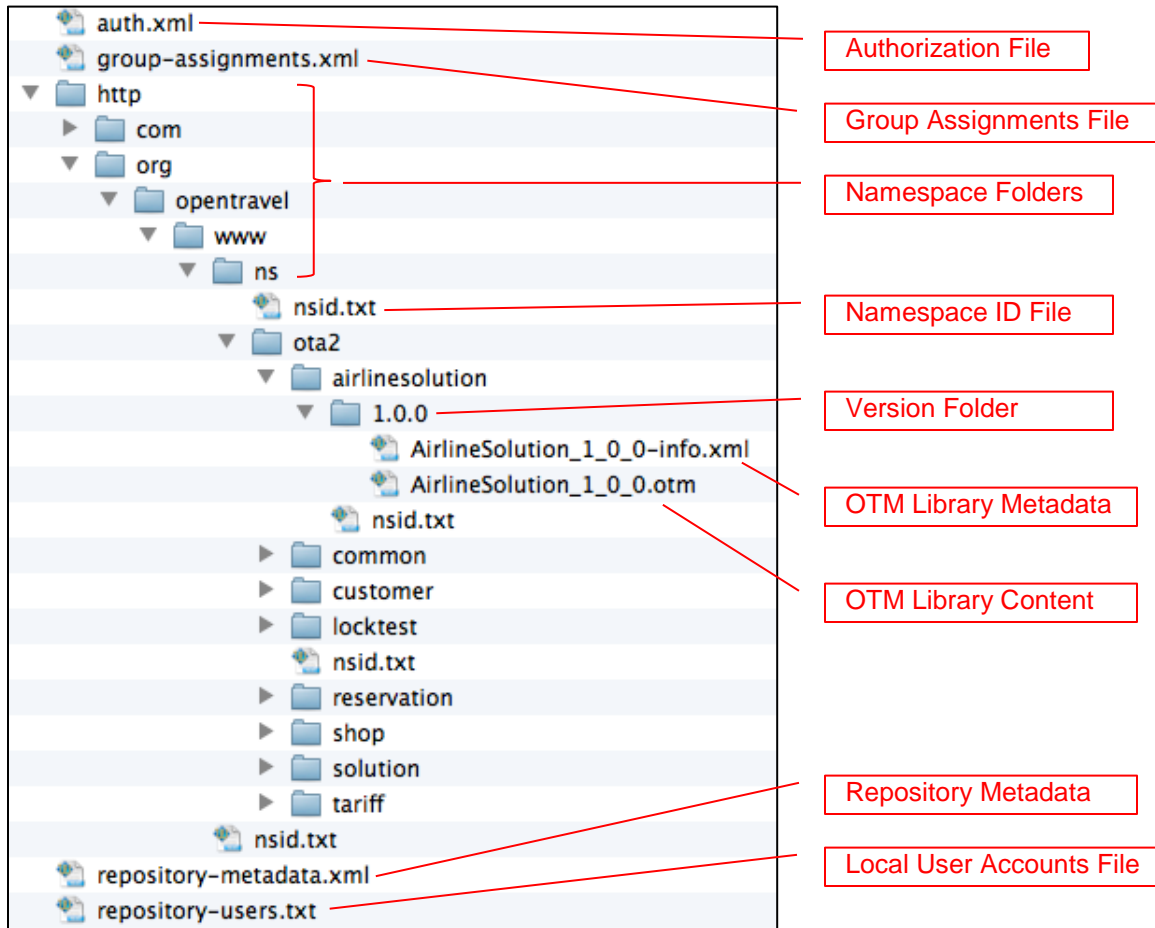 auth.xml
Authorization File
group-assignments.xml
http
Group Assignments File
com
org
Namespace Folders
opentravel
www
ns
nsid.txt
Namespace ID File
ota2
airlinesolution
1.0.0
Version Folder
AirlineSolution_1_0_0-info.xml
AirlineSolution_1_0_0.otm
OTM Library Metadata
nsid.txt
common
customer
OTM Library Content
locktest
nsid.txt
reservation
shop
solution
Repository Metadata
tariff
nsid.txt
Local User Accounts File
repository-metadata.xml
repository-users.txt